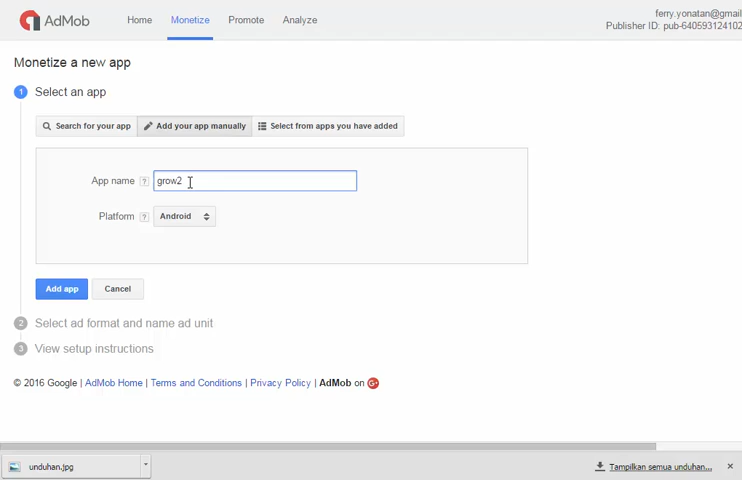 AdMob Home Monetize Promote Analyze
ferry.yonatan@gmail
Publisher ID: pub-640593124102
Monetize a new app
1 Select an app
Search for your app Add your app manually Select from apps you have added
App name ? grow2
Platform ? Android
Add app Cancel
2 Select ad format and name ad unit
3 View setup instructions
© 2016 Google | AdMob Home | Terms and Conditions | Privacy Policy | AdMob on G+
unduhan.jpg Tampilkan semua unduhan...